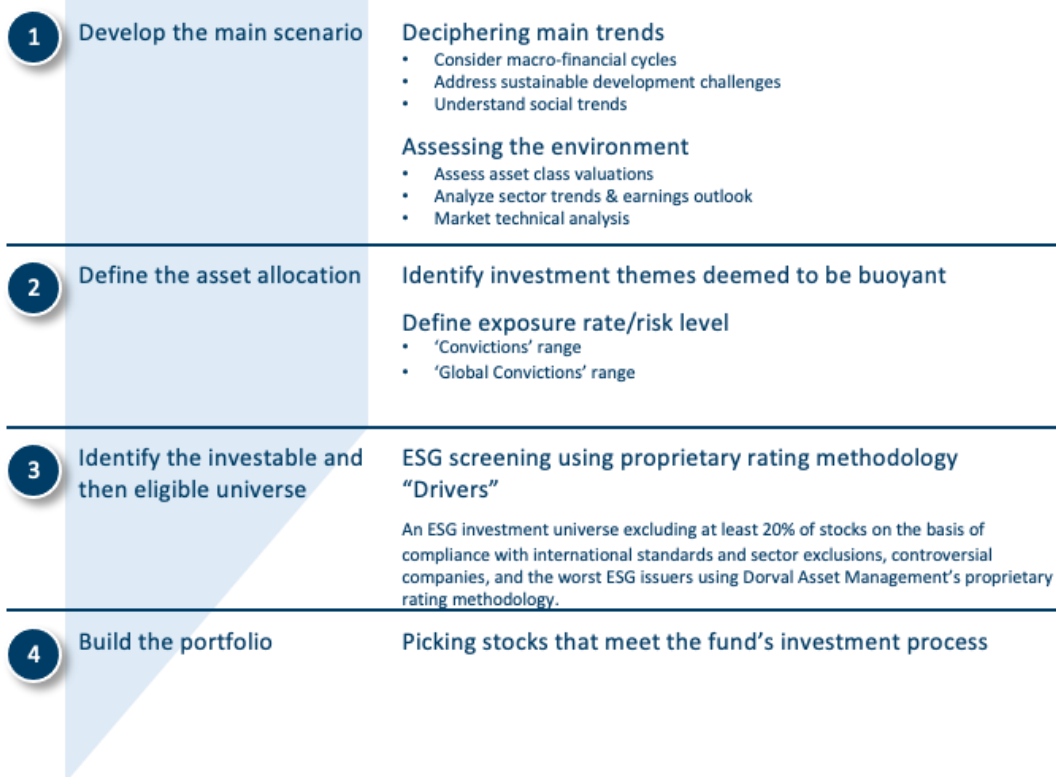 1
Develop the main scenario
Deciphering main trends
• Consider macro-financial cycles
• Address sustainable development challenges
• Understand social trends
Assessing the environment
• Assess asset class valuations
• Analyze sector trends & earnings outlook
• Market technical analysis
2
Define the asset allocation
Identify investment themes deemed to be buoyant
Define exposure rate/risk level
• ‘Convictions’ range
• ‘Global Convictions’ range
3
Identify the investable and
then eligible universe
ESG screening using proprietary rating methodology
“Drivers”
An ESG investment universe excluding at least 20% of stocks on the basis of
compliance with international standards and sector exclusions, controversial
companies, and the worst ESG issuers using Dorval Asset Management’s proprietary
rating methodology.
4
Build the portfolio
Picking stocks that meet the fund’s investment process